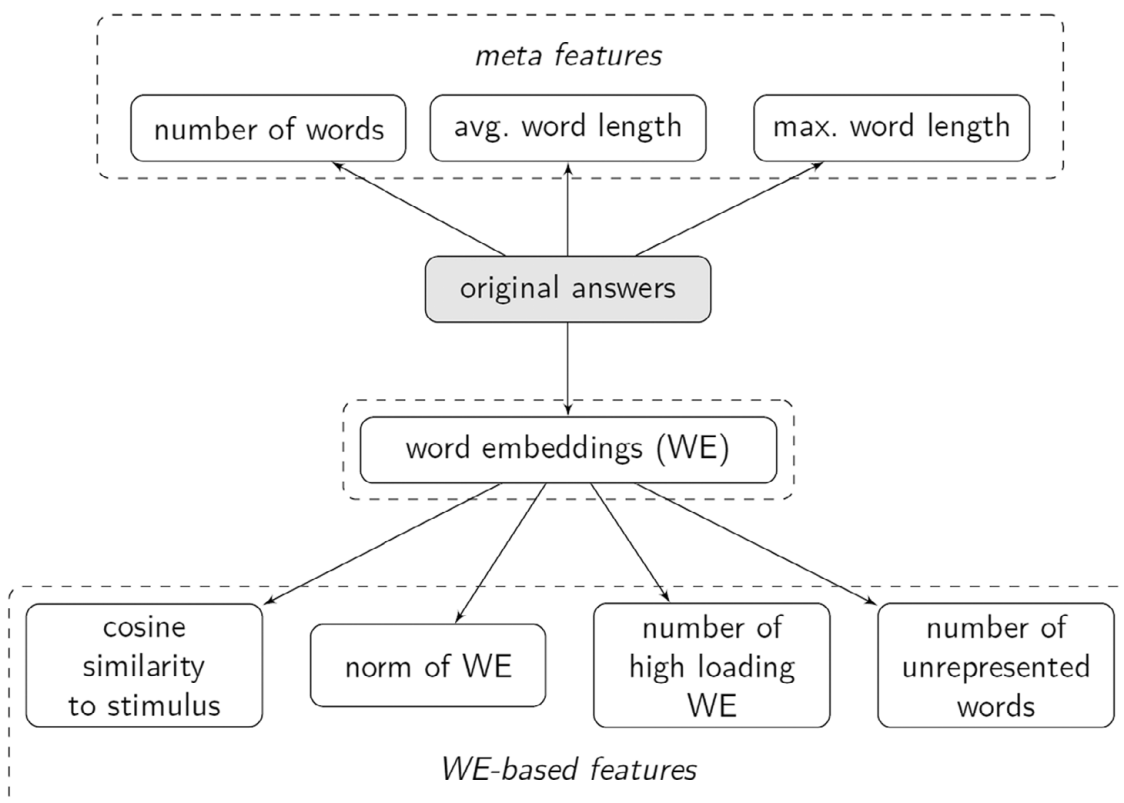 meta features
number of words
avg. word length
max. word length
original answers
word embeddings (WE)
cosine
similarity
to stimulus
norm of WE
number of
high loading
WE
number of
unrepresented
words
WE-based features